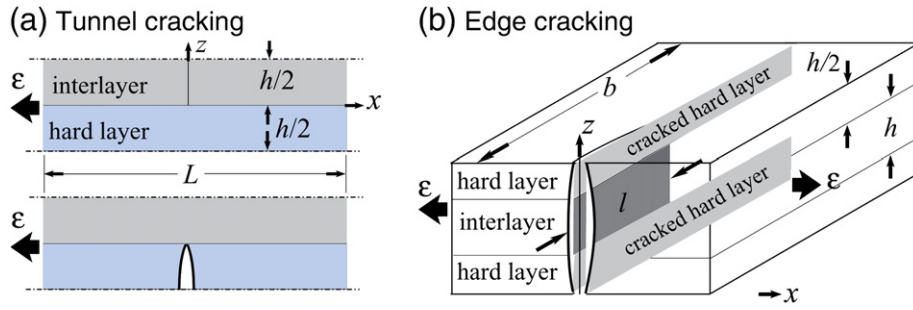 (a) Tunnel cracking
z
ε
interlayer
h/2
x
hard layer
h/2
L
ε
(b) Edge cracking
b
h/2
z
cracked hard layer
h
ε
hard layer
l
ε
interlayer
cracked hard layer
hard layer
x